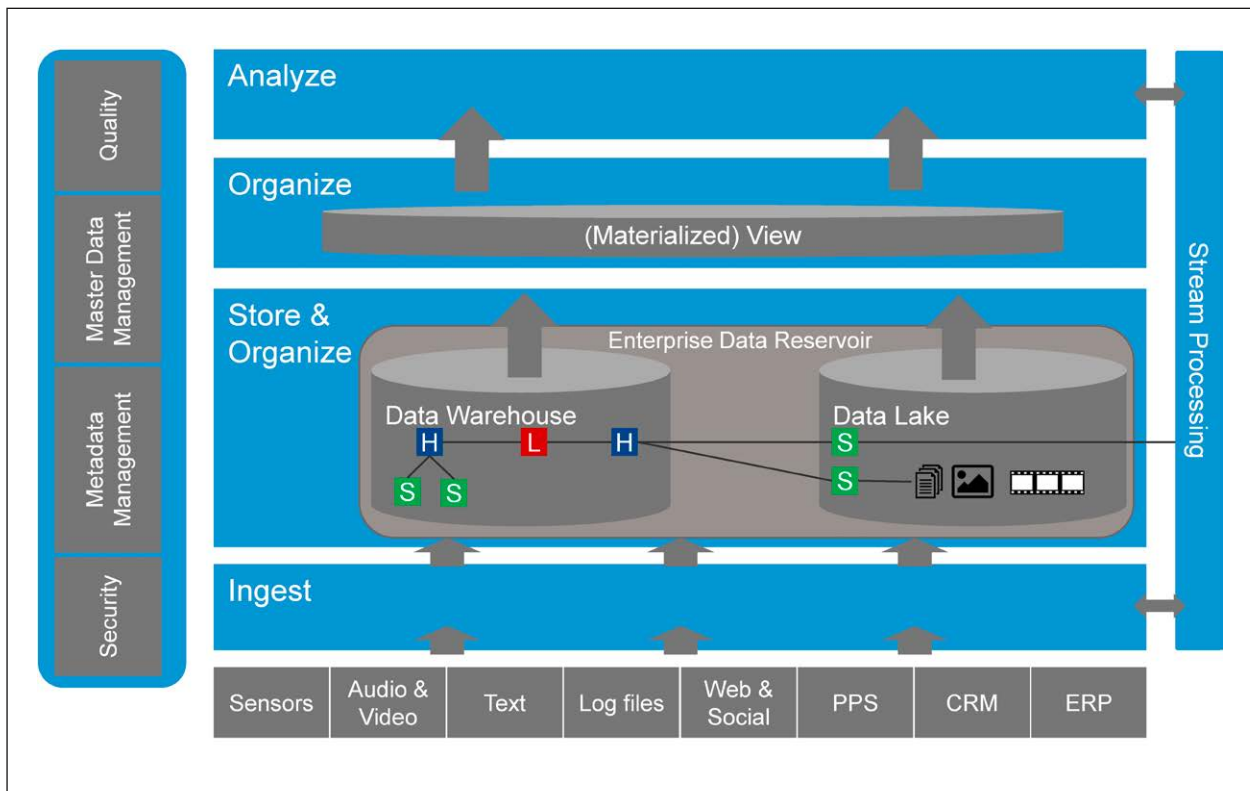 Quality
Master Data
Management
Metadata
Management
Security
Analyze
Organize
(Materialized) View
Store &
Organize
Enterprise Data Reservoir
Data Warehouse
H
L
H
S
S
Data Lake
S
S
Ingest
Sensors
Audio &
Video
Text
Log files
Web &
Social
PPS
CRM
ERP
Stream Processing